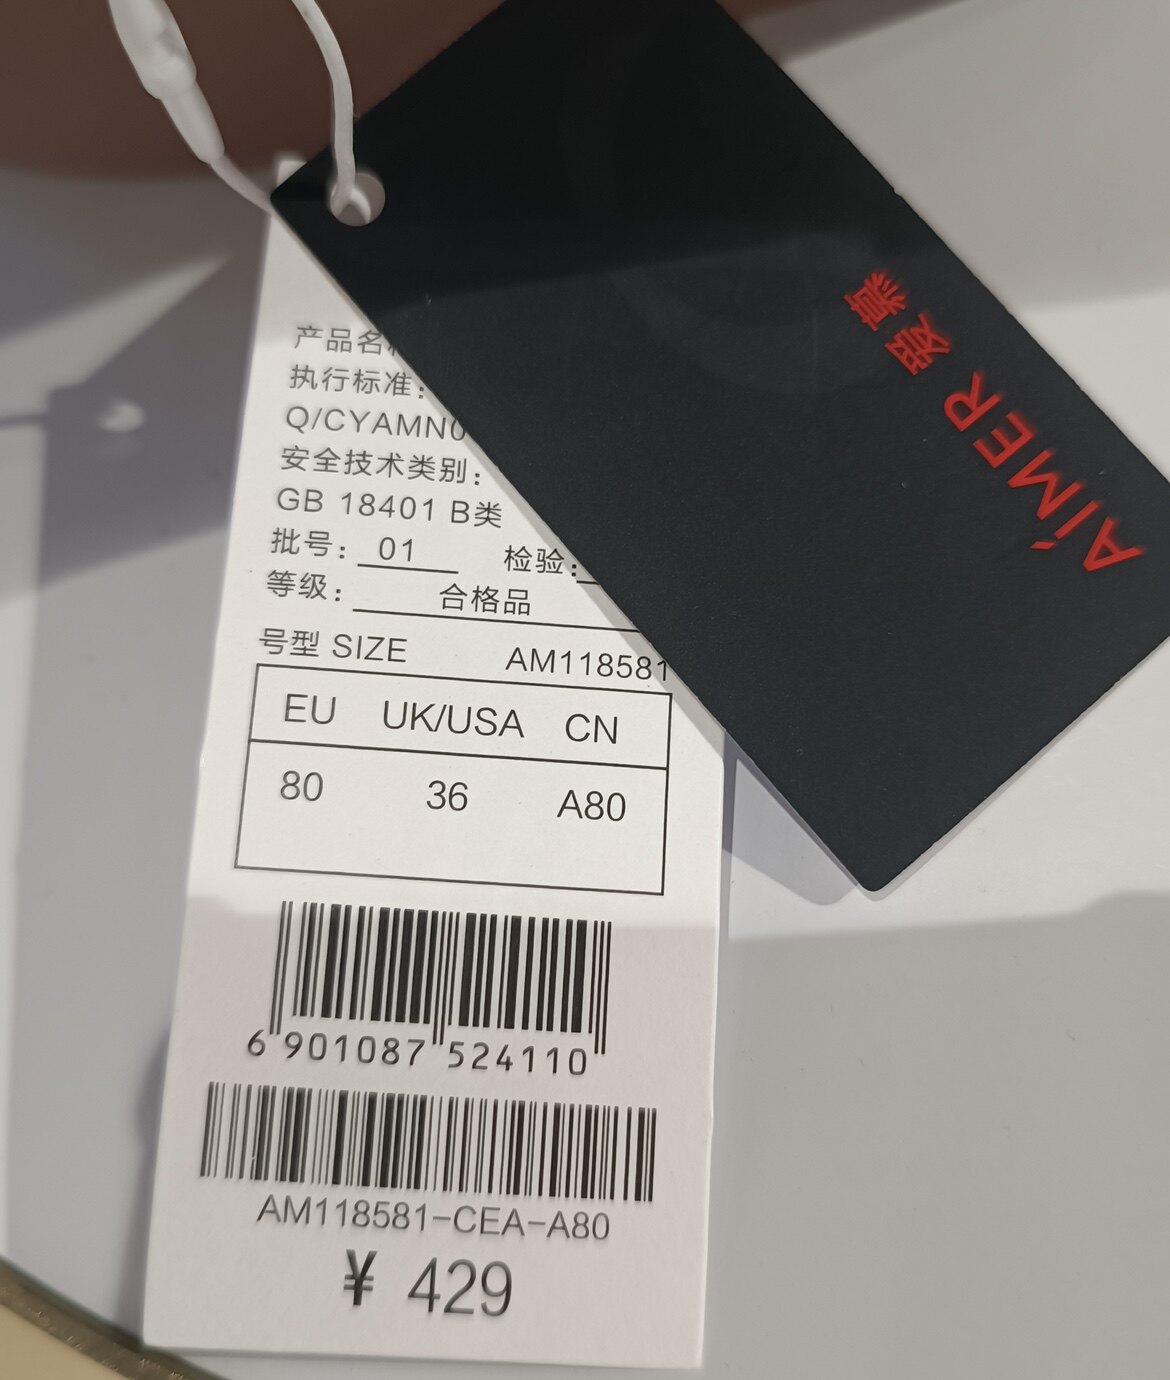 产品名
执行标准：
Q/CYAMN0
安全技术类别：
GB 18401 B类
批号： 01 检验：
等级： 合格品
号型 SIZE AM118581
EU UK/USA CN
80 36 A80
6 901087 524110
AM118581-CEA-A80
¥ 429
AÍMER 爱慕